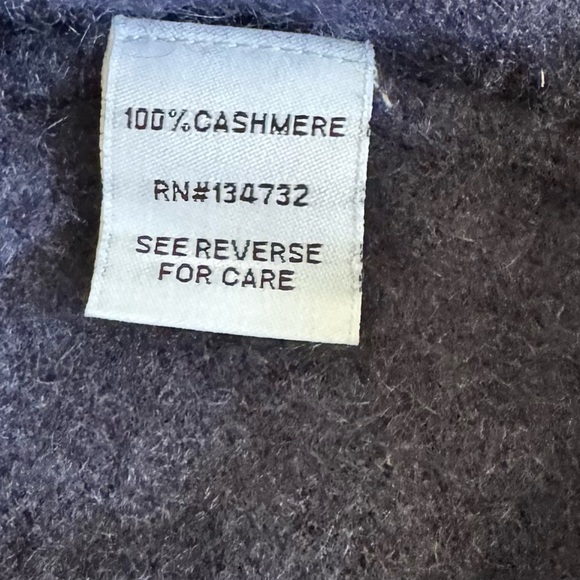 100%CASHMERE
RN#134732
SEE REVERSE
FOR CARE